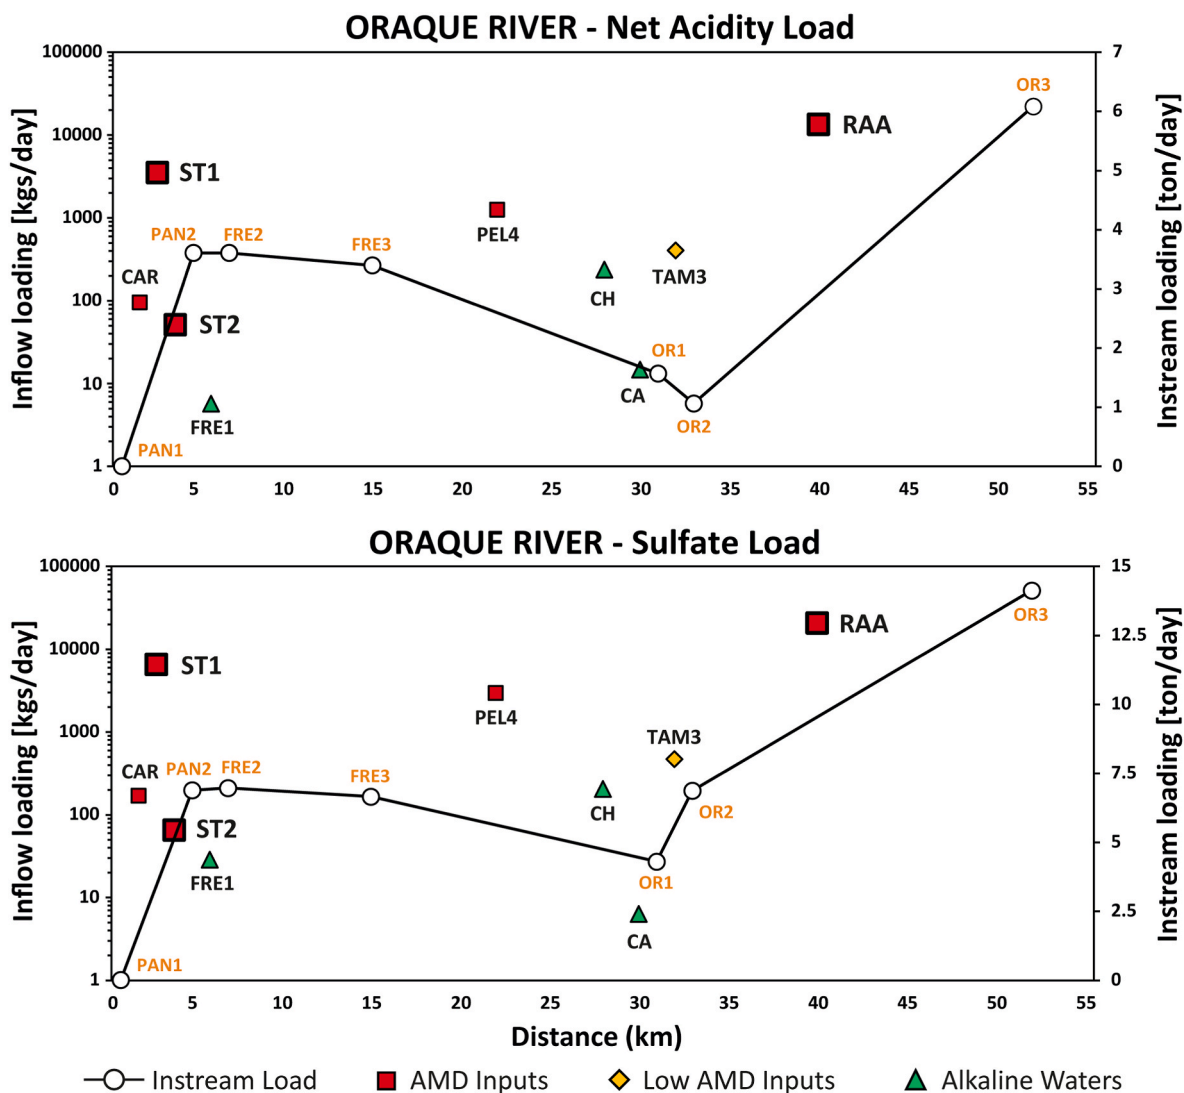 ORAQUE RIVER - Net Acidity Load
Inflow loading [kgs/day]
100000
10000
1000
100
10
1
Instream loading [ton/day]
7
6
5
4
3
2
1
0
OR3
RAA
ST1
PEL4
PAN2
FRE2
FRE3
CAR
CH
TAM3
ST2
OR1
CA
FRE1
OR2
PAN1
0 5 10 15 20 25 30 35 40 45 50 55
ORAQUE RIVER - Sulfate Load
Inflow loading [kgs/day]
100000
10000
1000
100
10
1
Instream loading [ton/day]
15
12.5
10
7.5
5
2.5
0
OR3
RAA
ST1
PEL4
TAM3
CAR
PAN2
FRE2
FRE3
CH
OR2
ST2
FRE1
OR1
CA
PAN1
0 5 10 15 20 25 30 35 40 45 50 55
Distance (km)
Instream Load AMD Inputs Low AMD Inputs Alkaline Waters